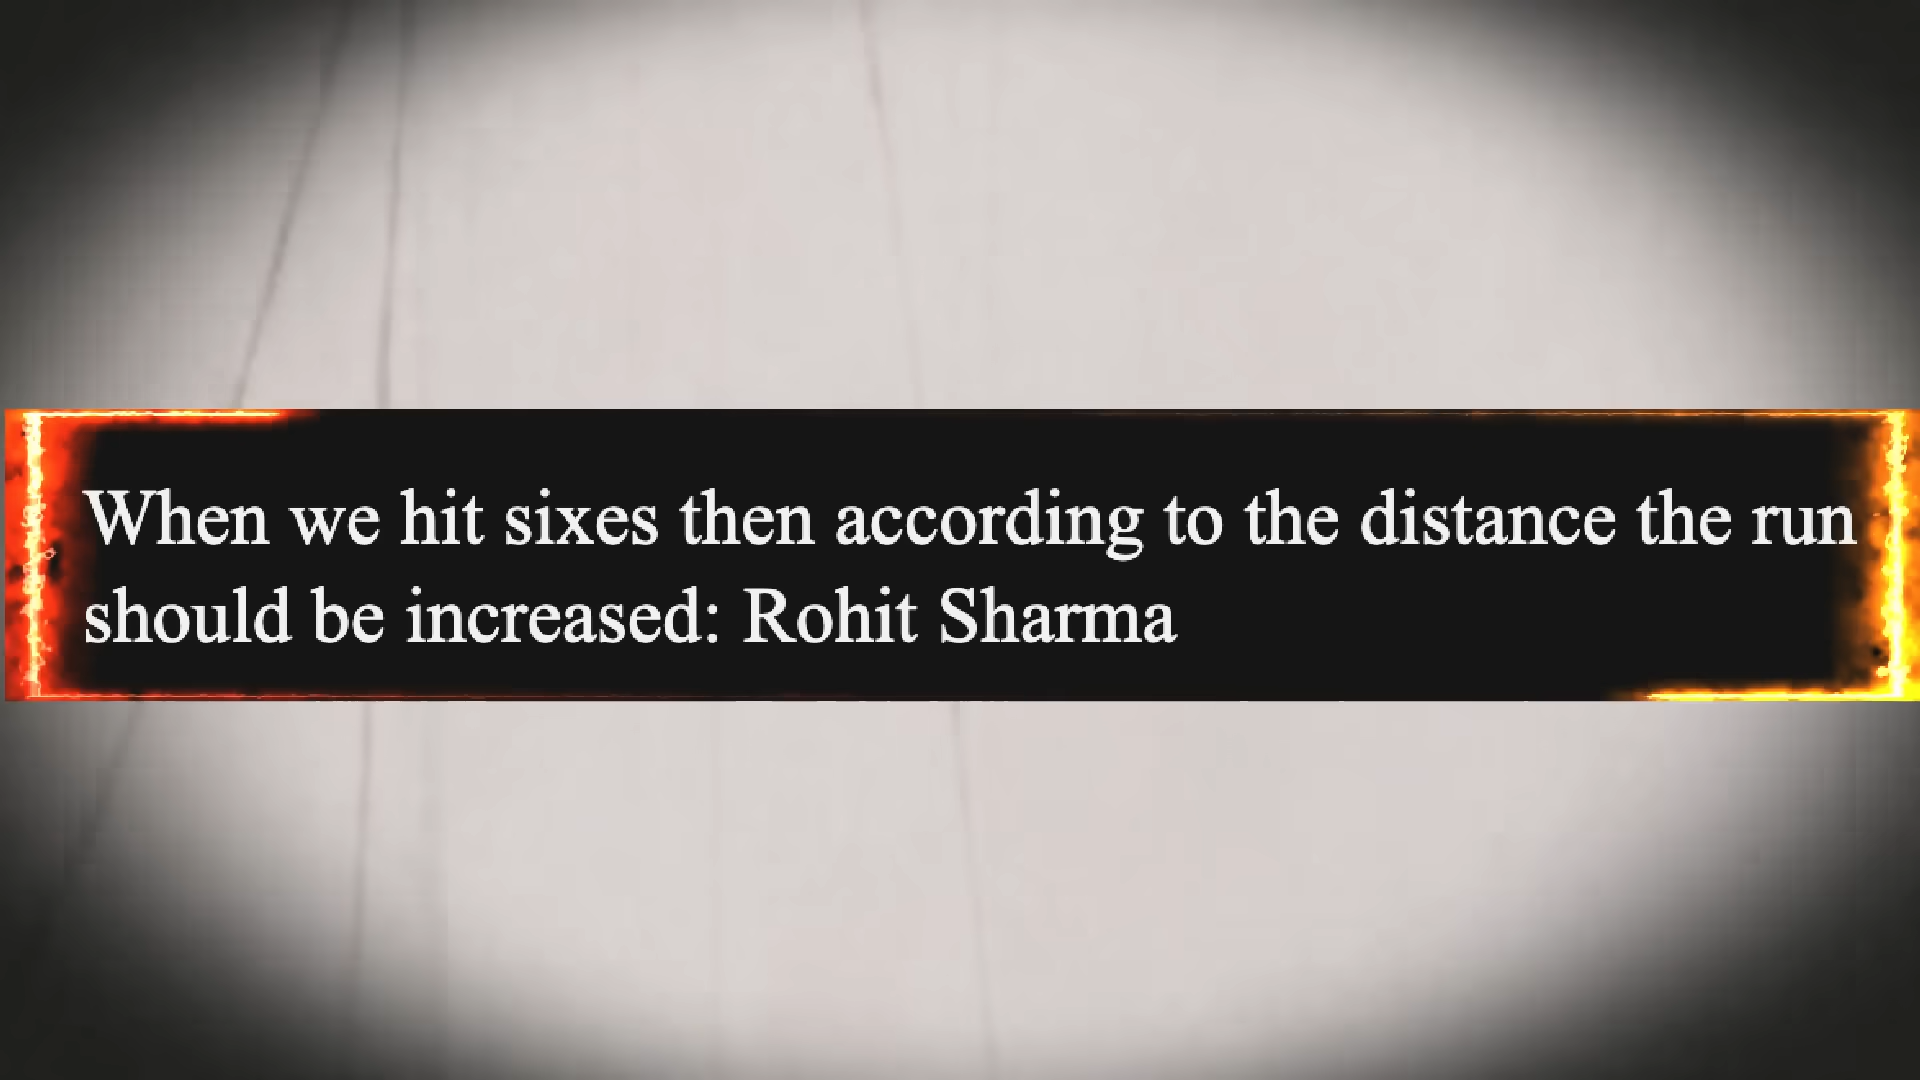 When we hit sixes then according to the distance the run
should be increased: Rohit Sharma